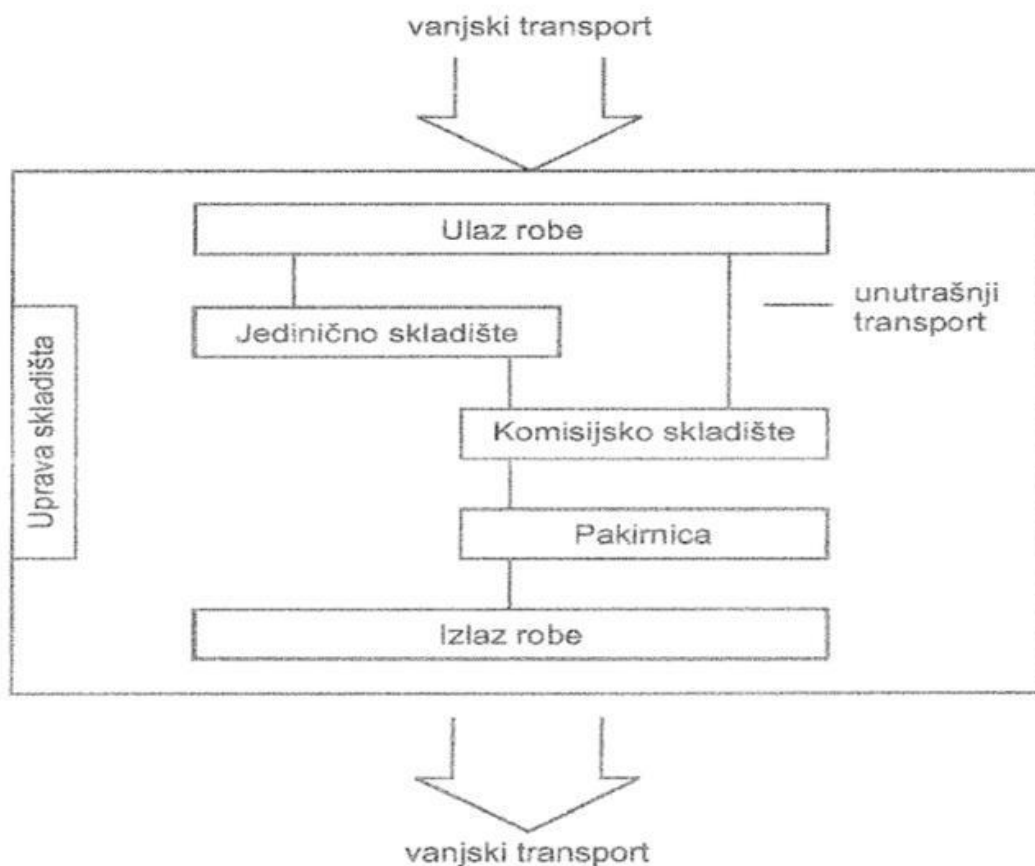 vanjski transport
Ulaz robe
unutrašnji
transport
Jedinično skladište
Uprava skladišta
Komisijsko skladište
Pakirnica
Izlaz robe
vanjski transport